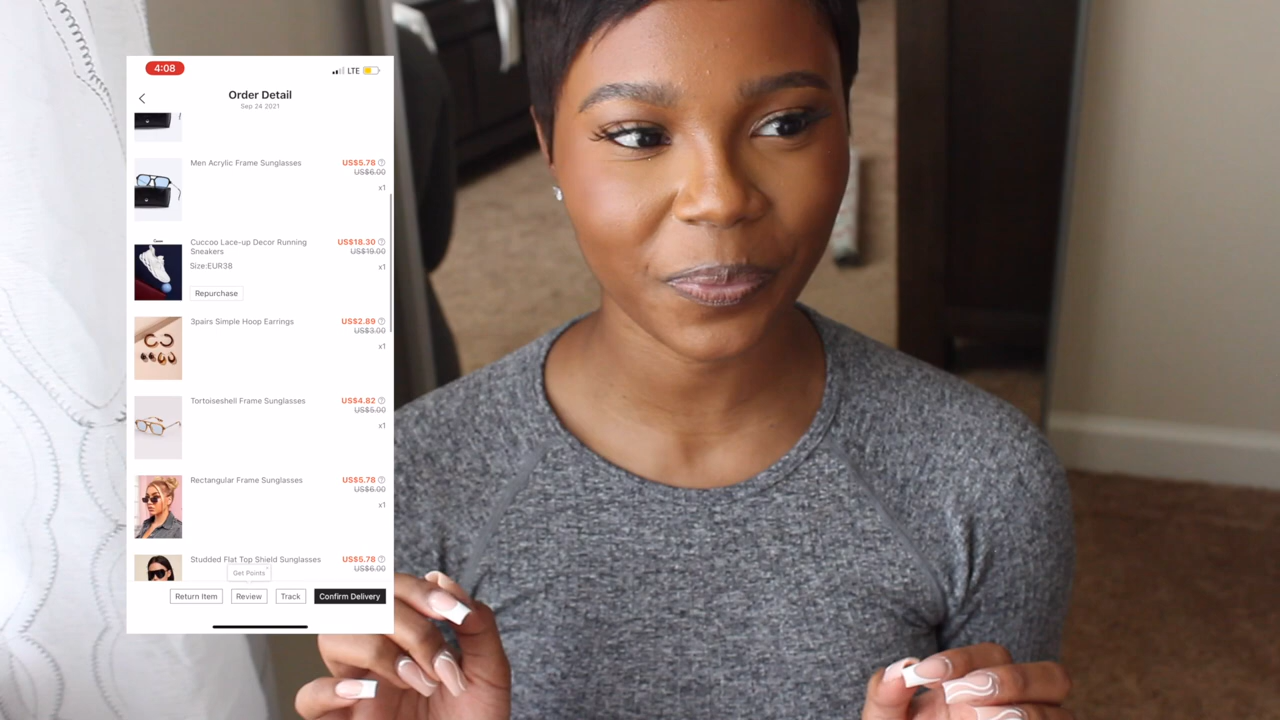 4:08
LTE
Order Detail
Sep 24 2021
Men Acrylic Frame Sunglasses
US$5.78
US$6.00
x1
Cuccoo Lace-up Decor Running
Sneakers
US$18.30
US$19.00
Size:EUR38
x1
Repurchase
3pairs Simple Hoop Earrings
US$2.89
US$3.00
x1
Tortoiseshell Frame Sunglasses
US$4.82
US$5.00
x1
Rectangular Frame Sunglasses
US$5.78
US$6.00
x1
Studded Flat Top Shield Sunglasses
US$5.78
US$6.00
Get Points
Return Item
Review
Track
Confirm Delivery